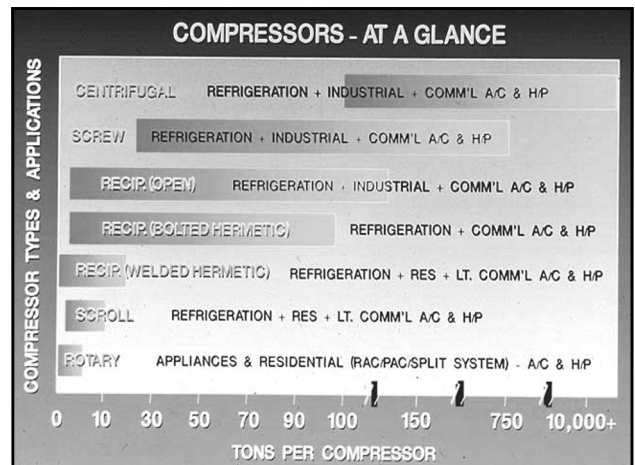 COMPRESSORS - AT A GLANCE
COMPRESSOR TYPES & APPLICATIONS
CENTRIFUGAL REFRIGERATION + INDUSTRIAL + COMM'L A/C & H/P
SCREW REFRIGERATION + INDUSTRIAL + COMM'L A/C & H/P
RECIP. (OPEN) REFRIGERATION + INDUSTRIAL + COMM'L A/C & H/P
RECIP. (BOLTED HERMETIC) REFRIGERATION + COMM'L A/C & H/P
RECIP. (WELDED HERMETIC) REFRIGERATION + RES + LT. COMM'L A/C & H/P
SCROLL REFRIGERATION + RES + LT. COMM'L A/C & H/P
ROTARY APPLIANCES & RESIDENTIAL (RAC/PAC/SPLIT SYSTEM) - A/C & H/P
0 10 30 50 70 90 100 150 750 10,000+
TONS PER COMPRESSOR